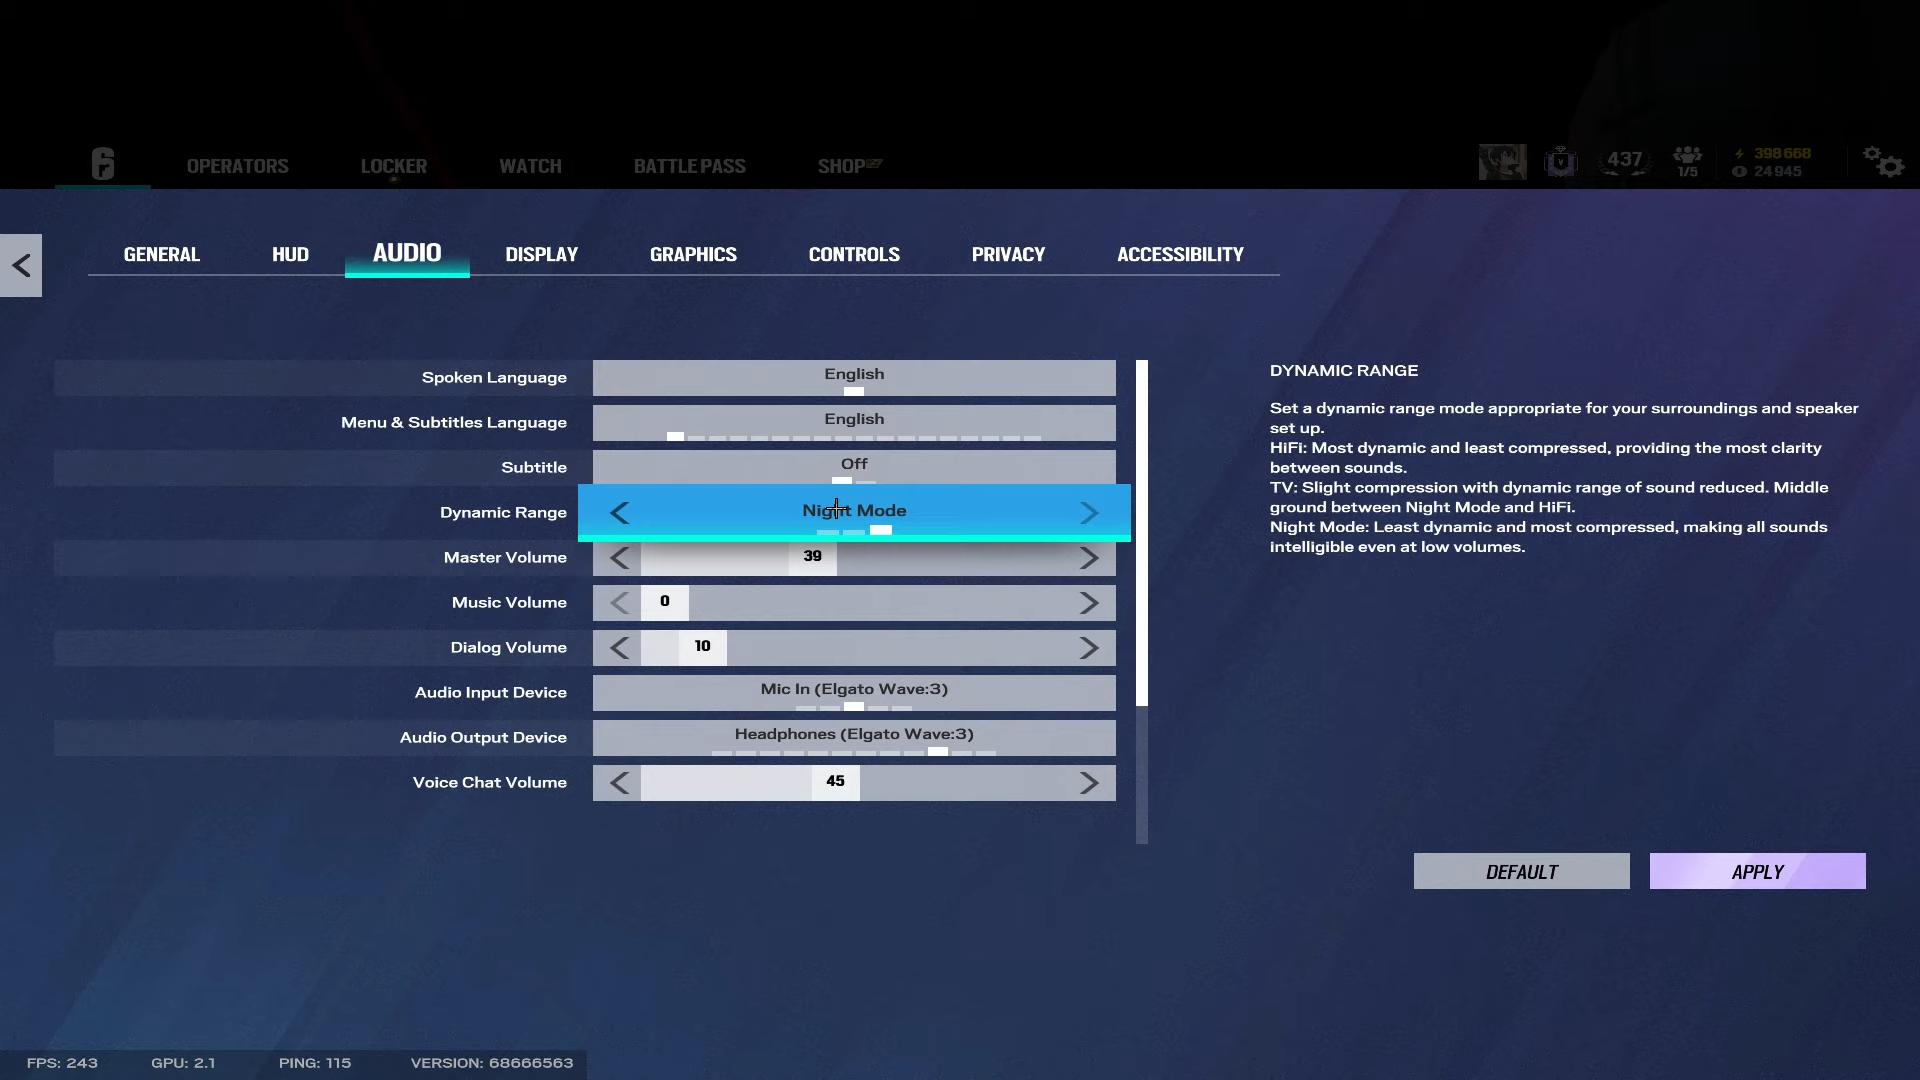 6
OPERATORS
LOCKER
WATCH
BATTLE PASS
SHOP
V
437
1/5
398 668
24 945
GENERAL
HUD
AUDIO
DISPLAY
GRAPHICS
CONTROLS
PRIVACY
ACCESSIBILITY
Spoken Language
English
Menu & Subtitles Language
English
Subtitle
Off
Dynamic Range
Night Mode
Master Volume
39
Music Volume
0
Dialog Volume
10
Audio Input Device
Mic In (Elgato Wave:3)
Audio Output Device
Headphones (Elgato Wave:3)
Voice Chat Volume
45
DYNAMIC RANGE
Set a dynamic range mode appropriate for your surroundings and speaker
set up.
HiFi: Most dynamic and least compressed, providing the most clarity
between sounds.
TV: Slight compression with dynamic range of sound reduced. Middle
ground between Night Mode and HiFi.
Night Mode: Least dynamic and most compressed, making all sounds
intelligible even at low volumes.
DEFAULT
APPLY
FPS: 243
GPU: 2.1
PING: 115
VERSION: 68666563